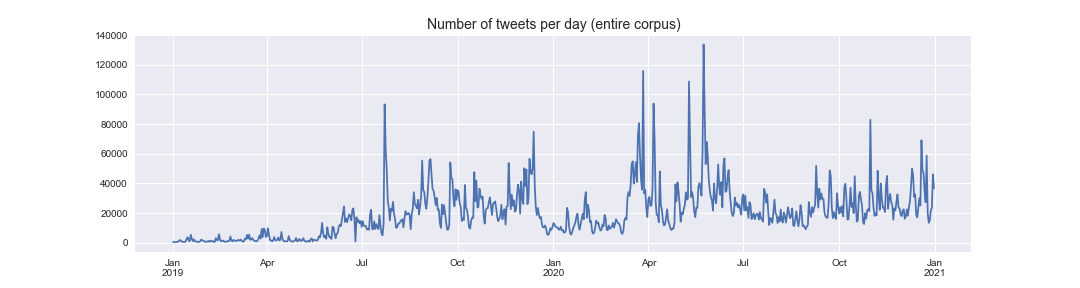 Number of tweets per day (entire corpus)
140000
120000
100000
80000
60000
40000
20000
0
Jan Apr Jul Oct Jan Apr Jul Oct Jan
2019 2020 2021